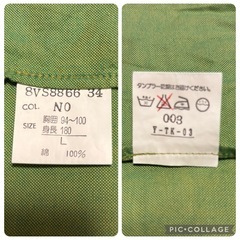 8VS8866 34
COL. NO
SIZE 胸囲 94~100
身長 180
L
綿 100%
タンブラー乾燥はお避けください。
003
Y-TK-03
PIC•COLLAGE